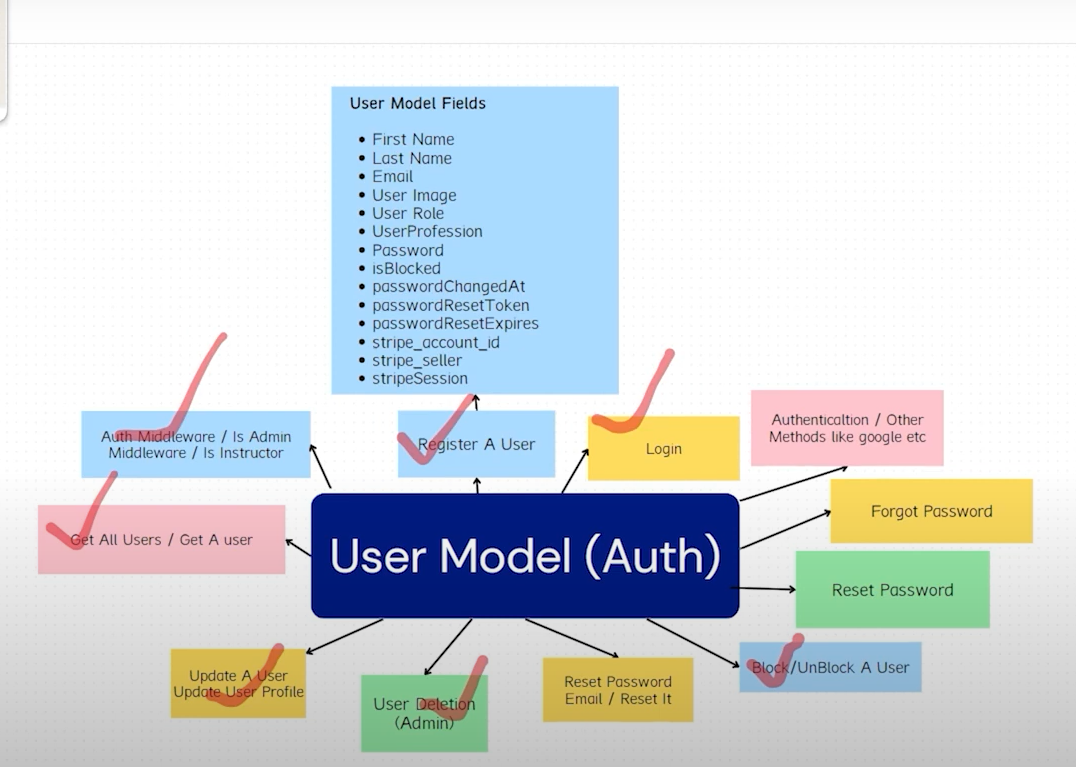 User Model Fields
First Name
Last Name
Email
User Image
User Role
UserProfession
Password
isBlocked
passwordChangedAt
passwordResetToken
passwordResetExpires
stripe_account_id
stripe_seller
stripeSession
Auth Middleware / Is Admin
Middleware / Is Instructor
Register A User
Login
Authenticaltion / Other
Methods like google etc
Get All Users / Get A user
User Model (Auth)
Forgot Password
Reset Password
Update A User
Update User Profile
User Deletion
(Admin)
Reset Password
Email / Reset It
Block/UnBlock A User